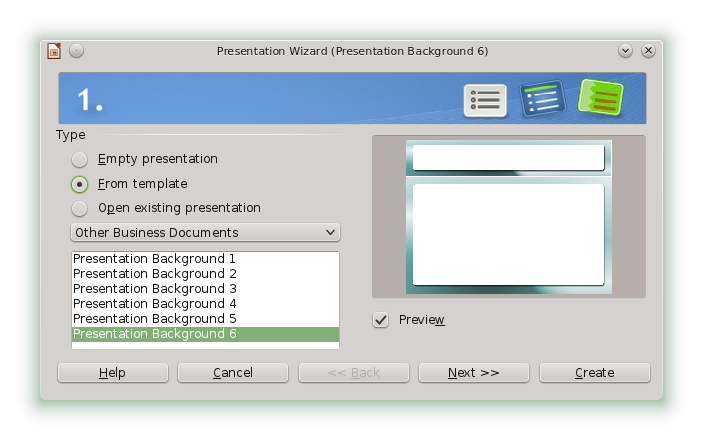 Presentation Wizard (Presentation Background 6)
1.
Type
Empty presentation
From template
Open existing presentation
Other Business Documents
Presentation Background 1
Presentation Background 2
Presentation Background 3
Presentation Background 4
Presentation Background 5
Presentation Background 6
Preview
Help Cancel << Back Next >> Create